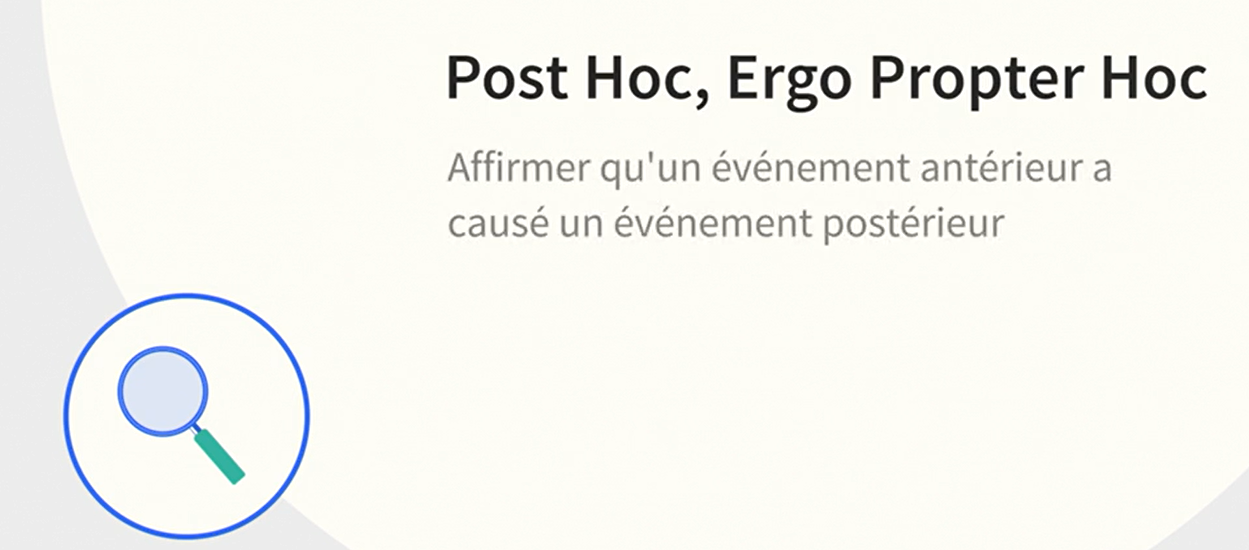 Post Hoc, Ergo Propter Hoc
Affirmer qu'un événement antérieur a
causé un événement postérieur